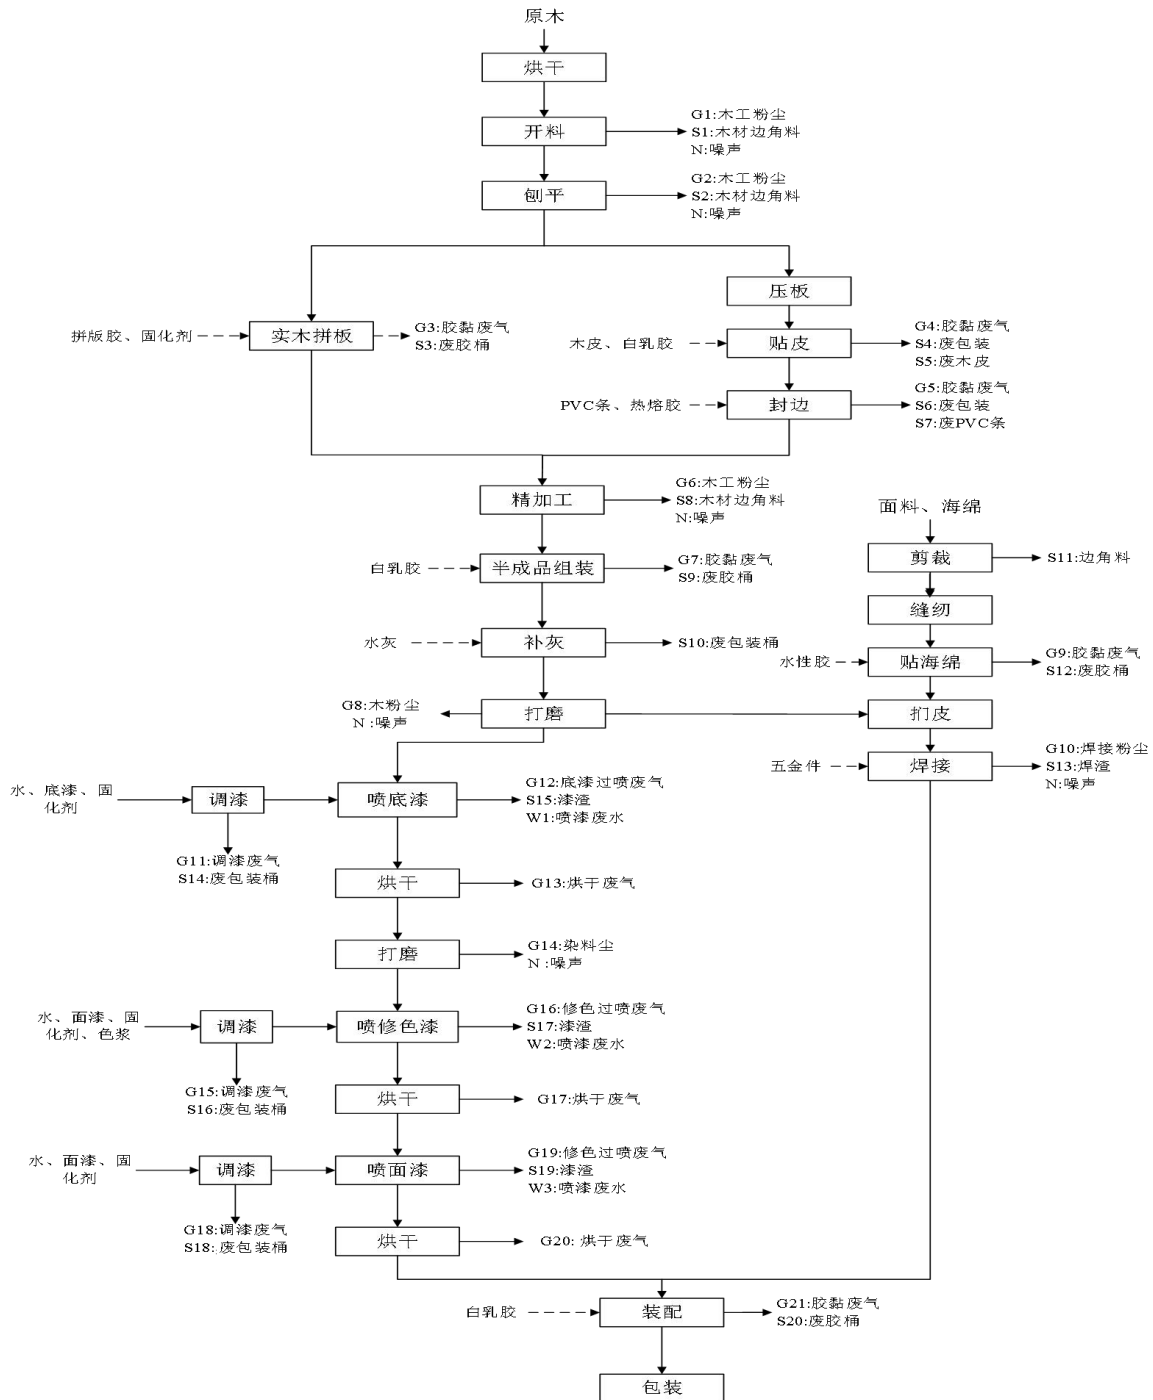 原木
烘干
开料
G1:木工粉尘
S1:木材边角料
N:噪声
刨平
G2:木工粉尘
S2:木材边角料
N:噪声
压板
拼版胶、固化剂
实木拼板
G3:胶黏废气
S3:废胶桶
木皮、白乳胶
贴皮
G4:胶黏废气
S4:废包装
S5:废木皮
PVC条、热熔胶
封边
G5:胶黏废气
S6:废包装
S7:废PVC条
精加工
G6:木工粉尘
S8:木材边角料
N:噪声
面料、海绵
剪裁
S11:边角料
白乳胶
半成品组装
G7:胶黏废气
S9:废胶桶
缝纫
水灰
补灰
S10:废包装桶
水性胶
贴海绵
G9:胶黏废气
S12:废胶桶
G8:木粉尘
N :噪声
打磨
扪皮
五金件
焊接
G10:焊接粉尘
S13:焊渣
N:噪声
水、底漆、固
化剂
调漆
喷底漆
G12:底漆过喷废气
S15:漆渣
W1:喷漆废水
G11:调漆废气
S14:废包装桶
烘干
G13:烘干废气
打磨
G14:染料尘
N :噪声
水、面漆、固
化剂、色浆
调漆
喷修色漆
G16:修色过喷废气
S17:漆渣
W2:喷漆废水
G15:调漆废气
S16:废包装桶
烘干
G17:烘干废气
水、面漆、固
化剂
调漆
喷面漆
G19:修色过喷废气
S19:漆渣
W3:喷漆废水
G18:调漆废气
S18:废包装桶
烘干
G20: 烘干废气
白乳胶
装配
G21:胶黏废气
S20:废胶桶
包装